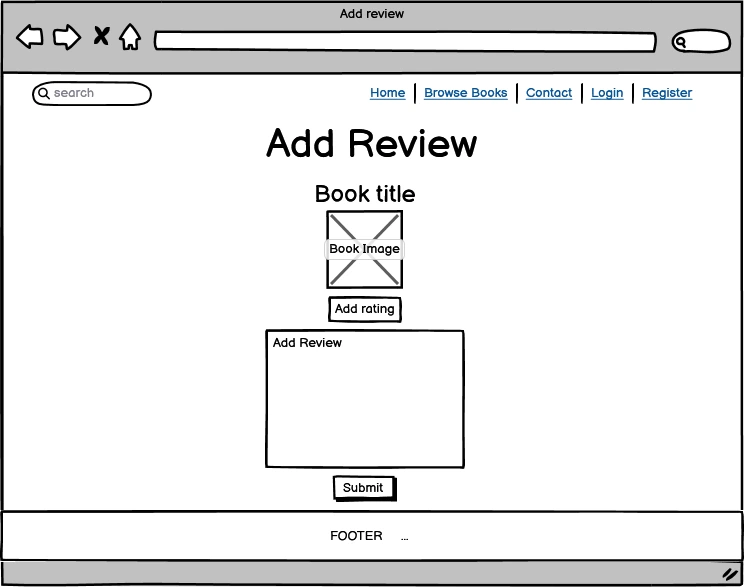 Add review
search
Home Browse Books Contact Login Register
Add Review
Book title
Book Image
Add rating
Add Review
Submit
FOOTER ...